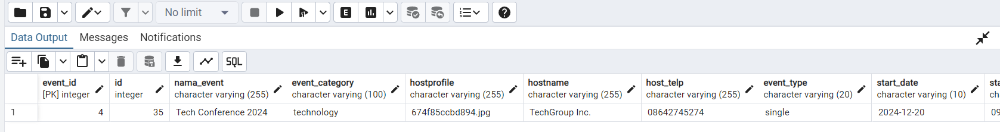 No limit
E
SQL
Data Output Messages Notifications
event_id id nama_event event_category hostprofile hostname host_telp event_type start_date sta
[PK] integer integer character varying (255) character varying (100) character varying (255) character varying (255) character varying (255) character varying (20) character varying (10) ch
1 4 35 Tech Conference 2024 technology 674f85ccbd894.jpg TechGroup Inc. 08642745274 single 2024-12-20 09